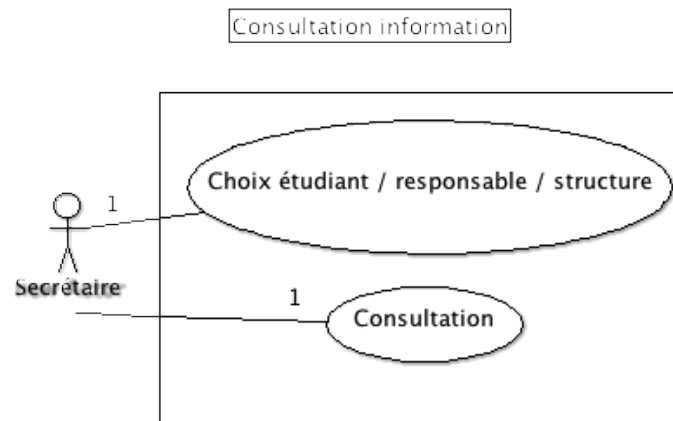 Consultation information
Choix étudiant / responsable / structure
1
Secrétaire
1
Consultation